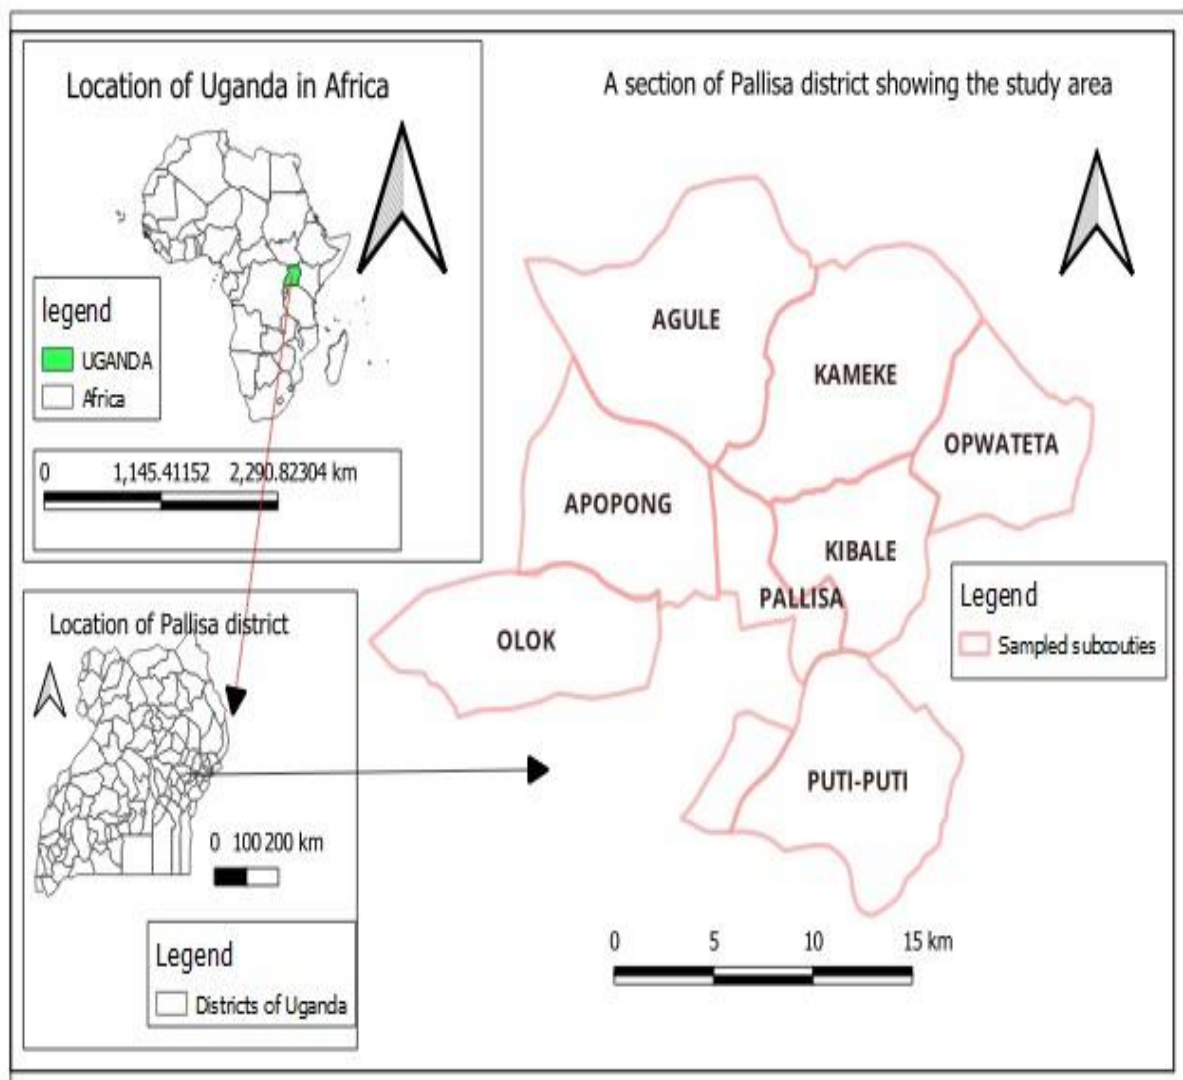 Location of Uganda in Africa
legend
UGANDA
Africa
0 1,145.41152 2,290.82304 km
Location of Pallisa district
0 100 200 km
Legend
Districts of Uganda
A section of Pallisa district showing the study area
AGULE
KAMEKE
OPWATETA
APOPONG
KIBALE
PALLISA
OLOK
PUTI-PUTI
Legend
Sampled subcouties
0 5 10 15 km